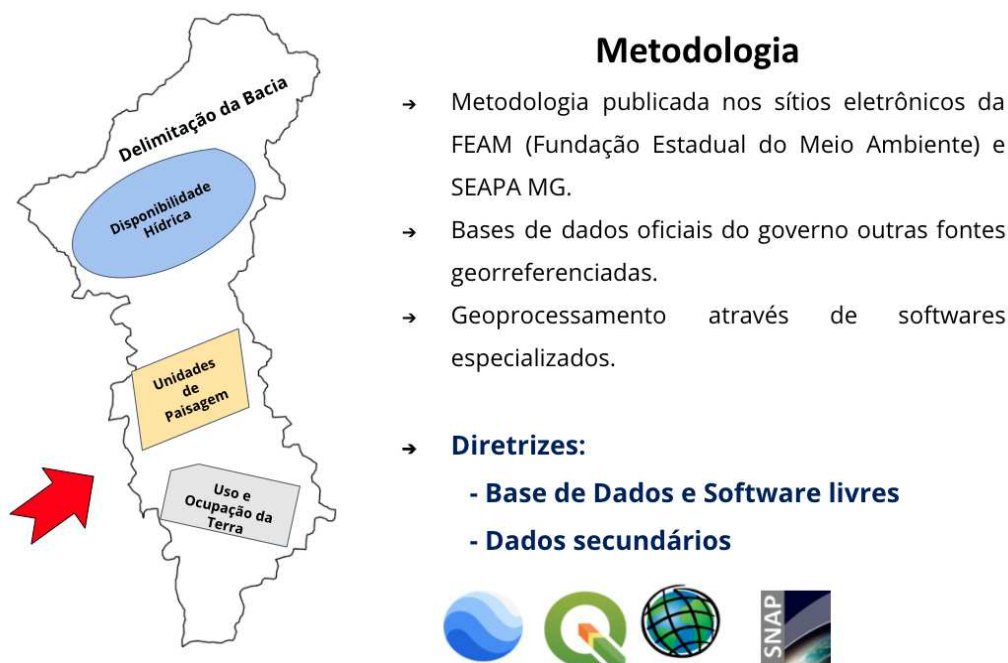 Delimitação da Bacia
Disponibilidade
Hídrica
Unidades
de
Paisagem
Uso e
Ocupação da
Terra
Metodologia
➔ Metodologia publicada nos sítios eletrônicos da
FEAM (Fundação Estadual do Meio Ambiente) e
SEAPA MG.
➔ Bases de dados oficiais do governo outras fontes
georreferenciadas.
➔ Geoprocessamento através de softwares
especializados.
➔ Diretrizes:
- Base de Dados e Software livres
- Dados secundários
SNAP